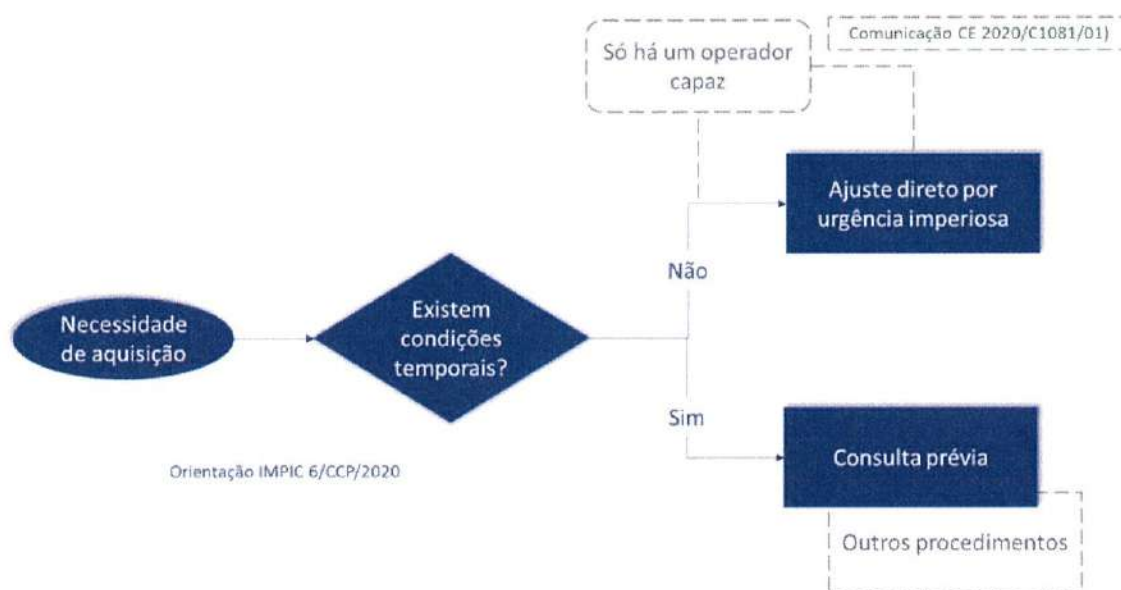 Comunicação CE 2020/C1081/01)
Só há um operador
capaz
Ajuste direto por
urgência imperiosa
Não
Necessidade
de aquisição
Existem
condições
temporais?
Sim
Consulta prévia
Orientação IMPIC 6/CCP/2020
Outros procedimentos